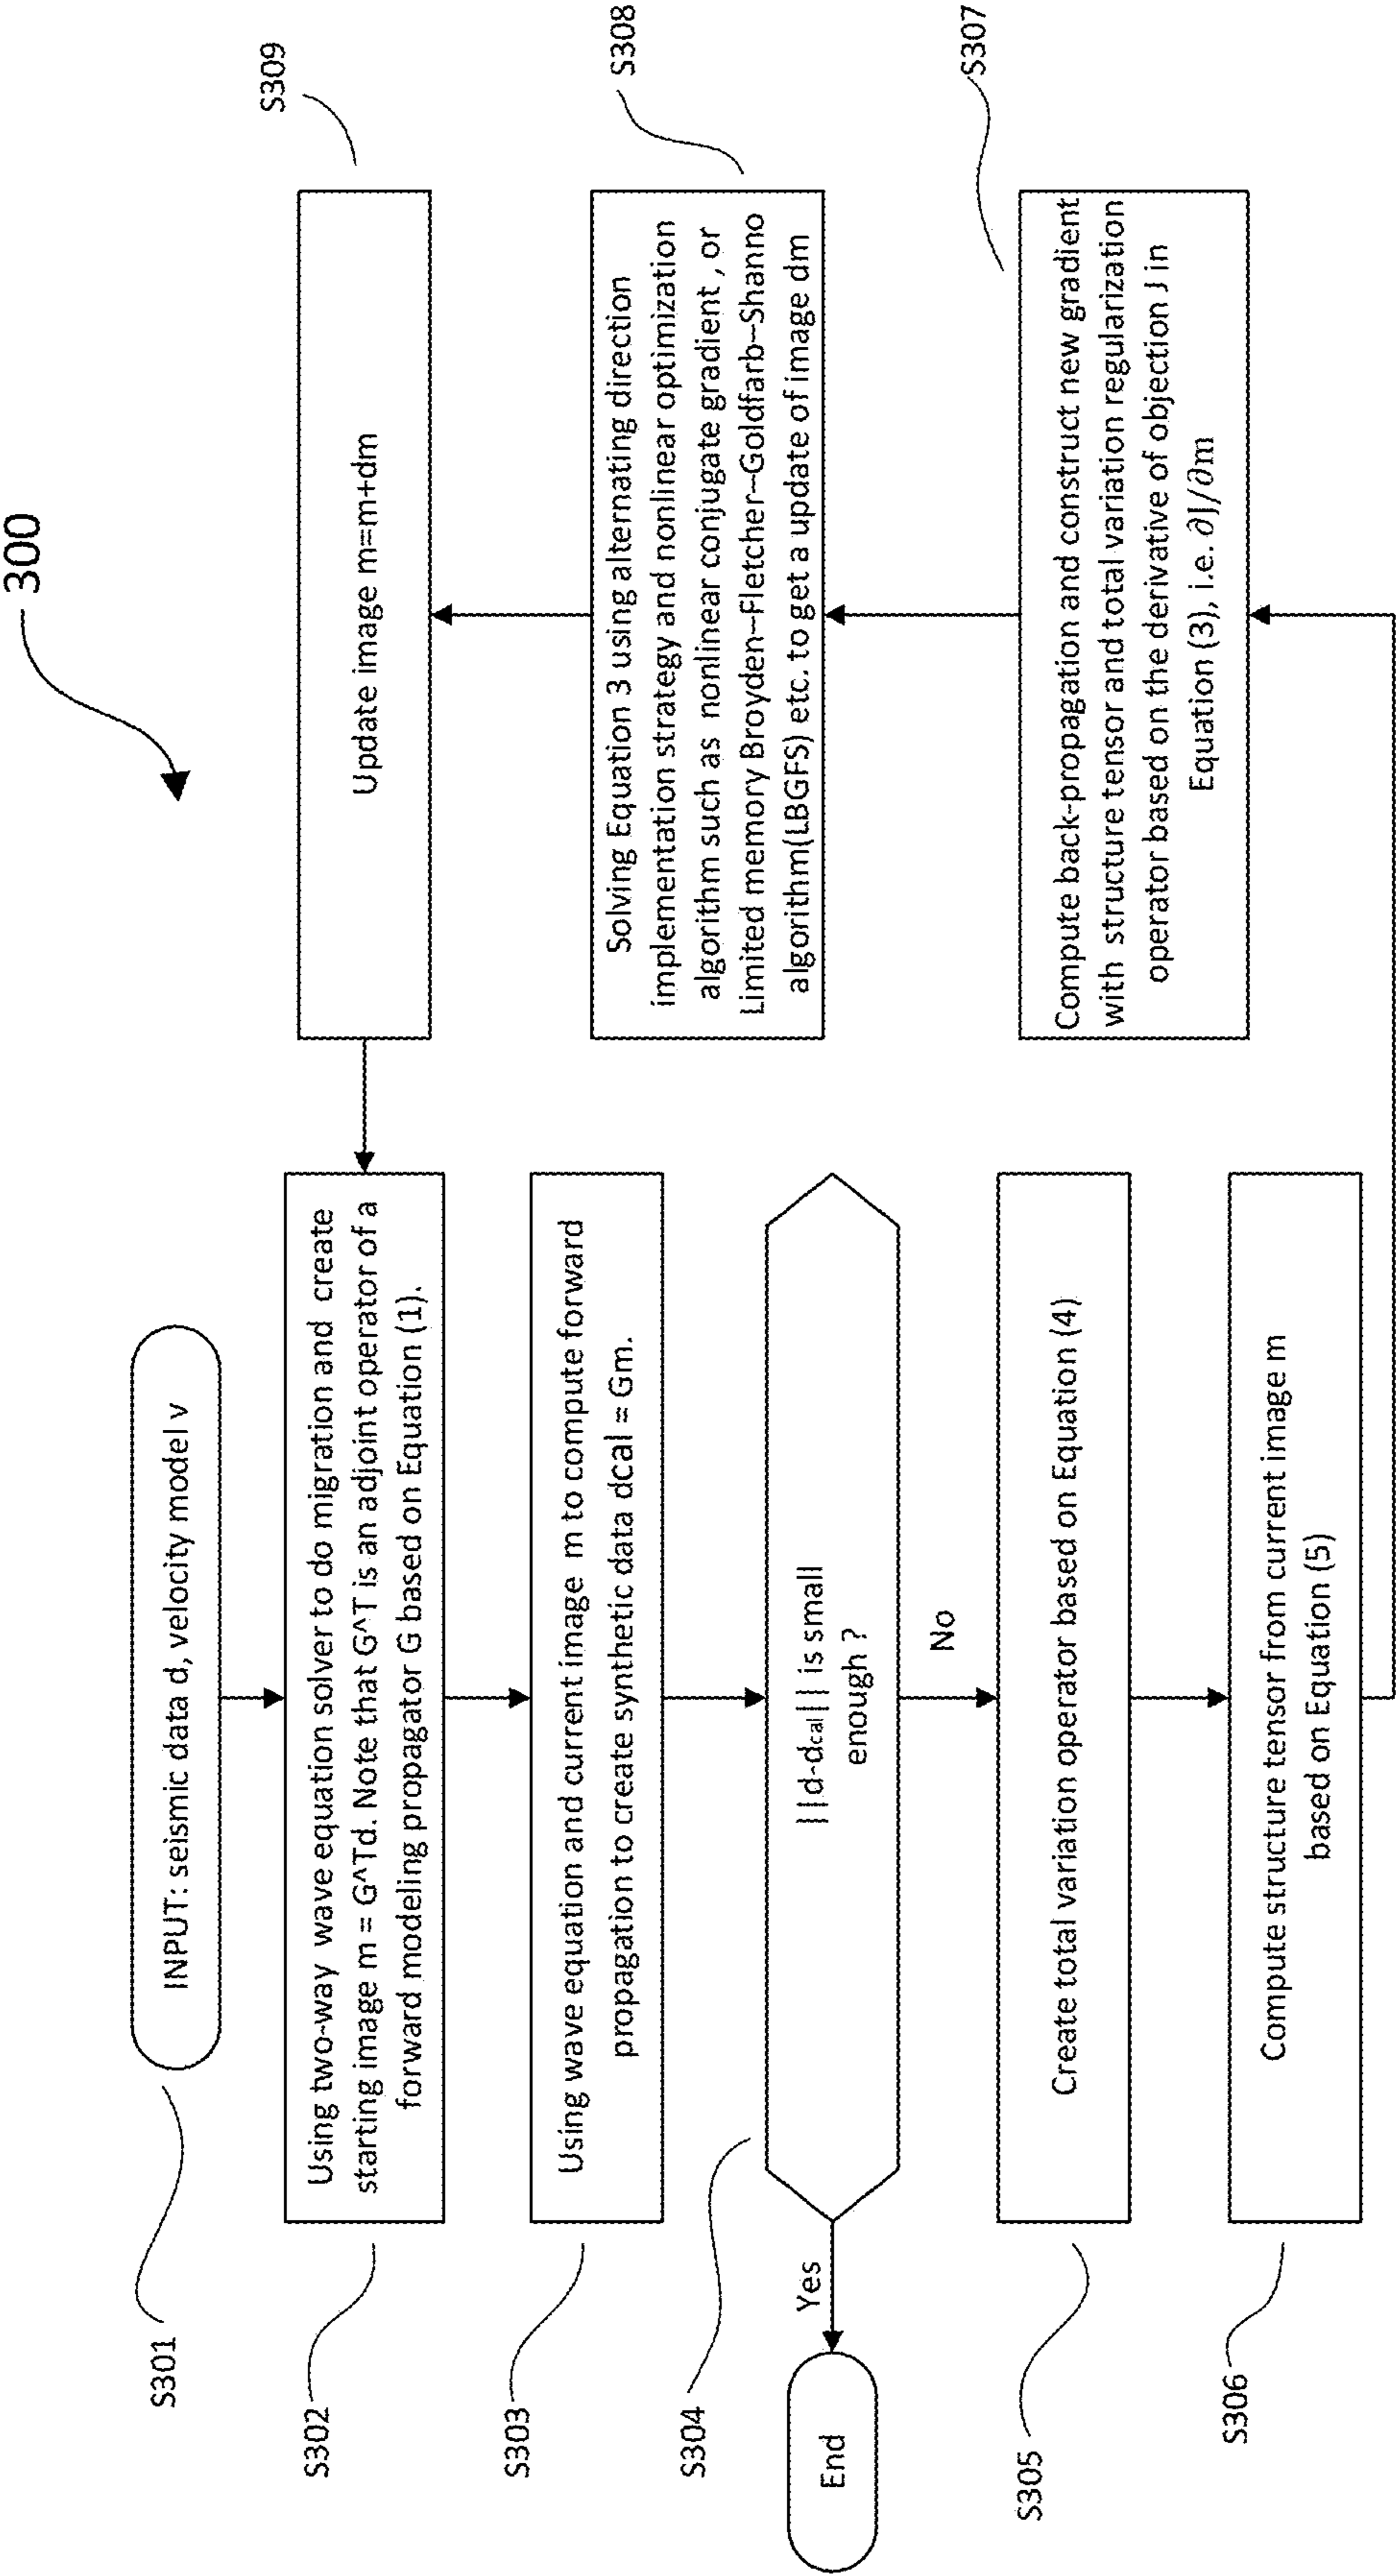 300
S301
INPUT: seismic data d, velocity model v
S302
Using two-way wave equation solver to do migration and create
starting image m = G^Td. Note that G^T is an adjoint operator of a
forward modeling propagator G based on Equation (1).
S303
Using wave equation and current image m to compute forward
propagation to create synthetic data dcal = Gm.
S304
||d-dcal|| is small
enough ?
Yes
End
No
S305
Create total variation operator based on Equation (4)
S306
Compute structure tensor from current image m
based on Equation (5)
S307
Compute back-propagation and construct new gradient
with structure tensor and total variation regularization
operator based on the derivative of objection J in
Equation (3), i.e. ∂J/∂m
S308
Solving Equation 3 using alternating direction
implementation strategy and nonlinear optimization
algorithm such as nonlinear conjugate gradient , or
Limited memory Broyden–Fletcher–Goldfarb–Shanno
algorithm(LBGFS) etc. to get a update of image dm
S309
Update image m=m+dm